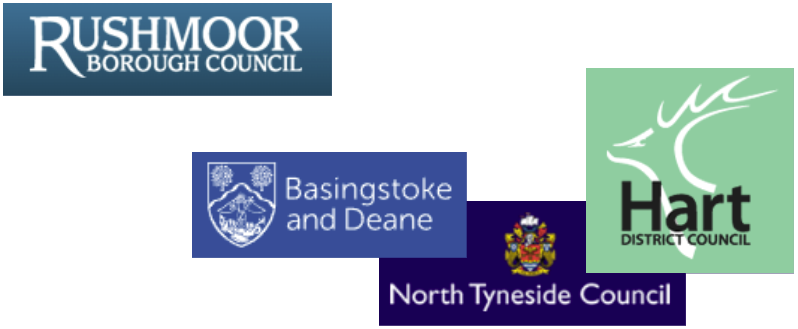 RUSHMOOR
BOROUGH COUNCIL
Basingstoke
and Deane
Hart
DISTRICT COUNCIL
North Tyneside Council